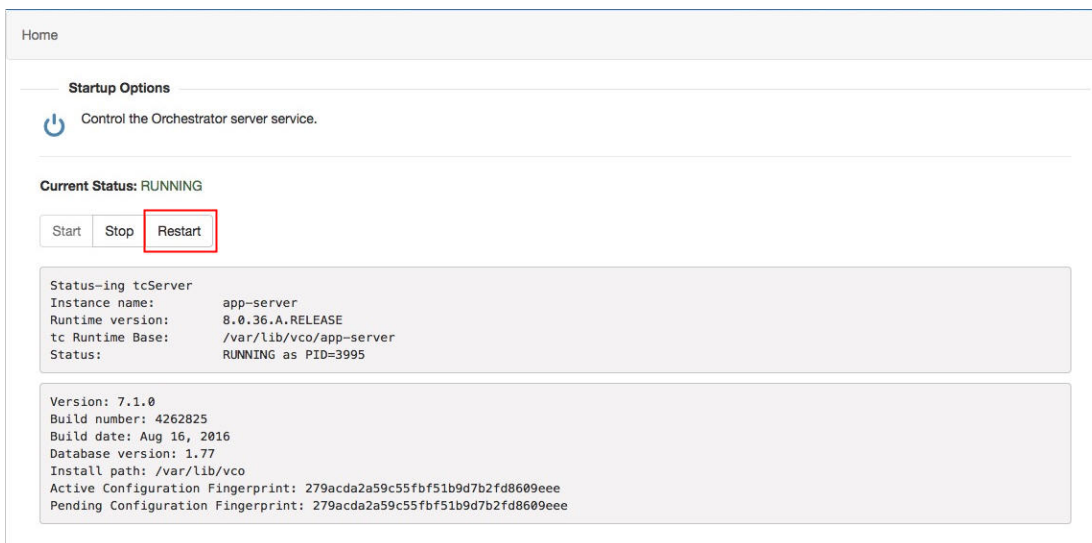 Home
Startup Options
Control the Orchestrator server service.
Current Status: RUNNING
Start Stop Restart
Status-ing tcServer
Instance name: app-server
Runtime version: 8.0.36.A.RELEASE
tc Runtime Base: /var/lib/vco/app-server
Status: RUNNING as PID=3995
Version: 7.1.0
Build number: 4262825
Build date: Aug 16, 2016
Database version: 1.77
Install path: /var/lib/vco
Active Configuration Fingerprint: 279acda2a59c55fbf51b9d7b2fd8609eee
Pending Configuration Fingerprint: 279acda2a59c55fbf51b9d7b2fd8609eee